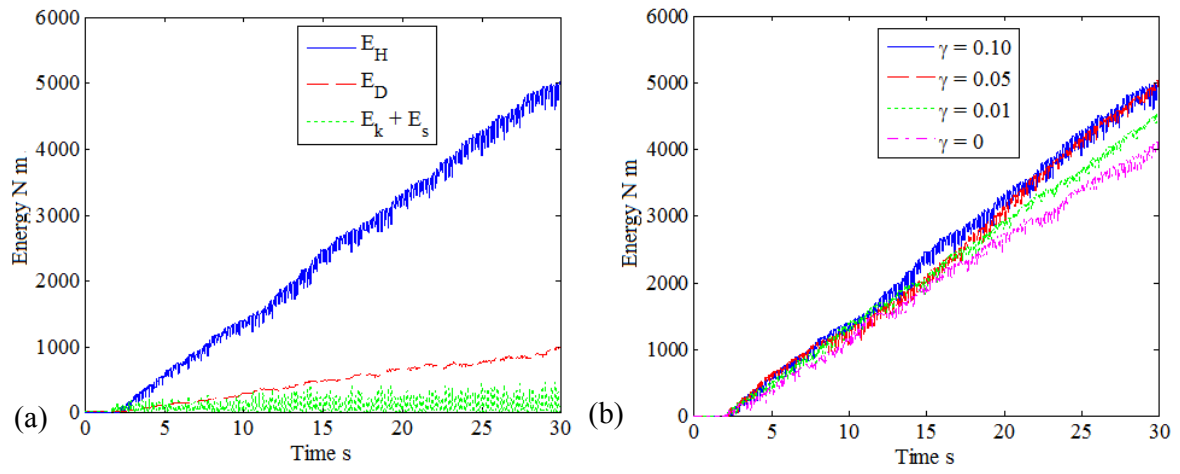 6000
5000
4000
3000
2000
1000
0
Energy N m
E_H
E_D
E_k + E_s
0 5 10 15 20 25 30
Time s
(a)
6000
5000
4000
3000
2000
1000
0
Energy N m
γ = 0.10
γ = 0.05
γ = 0.01
γ = 0
0 5 10 15 20 25 30
Time s
(b)